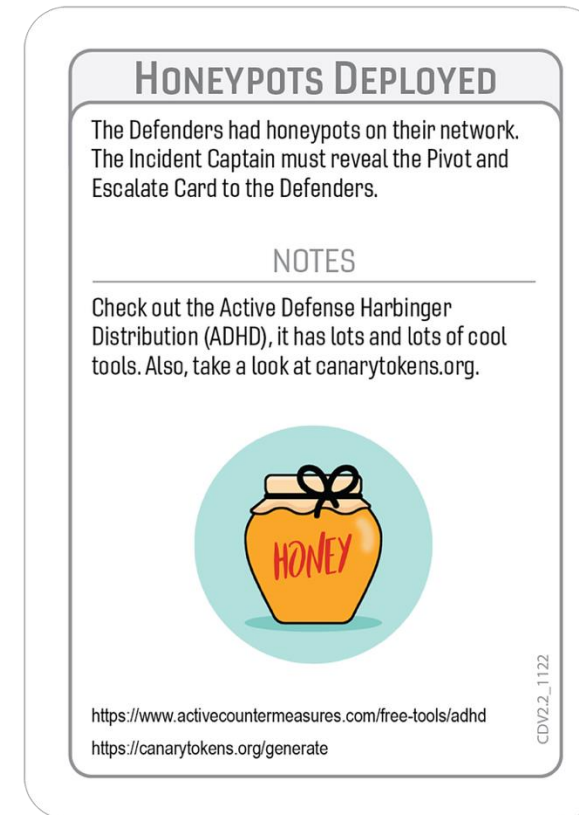 HONEYPOTS DEPLOYED
The Defenders had honeypots on their network.
The Incident Captain must reveal the Pivot and
Escalate Card to the Defenders.
NOTES
Check out the Active Defense Harbinger
Distribution (ADHD), it has lots and lots of cool
tools. Also, take a look at canarytokens.org.
HONEY
https://www.activecountermeasures.com/free-tools/adhd
https://canarytokens.org/generate
CDV2.2_1122